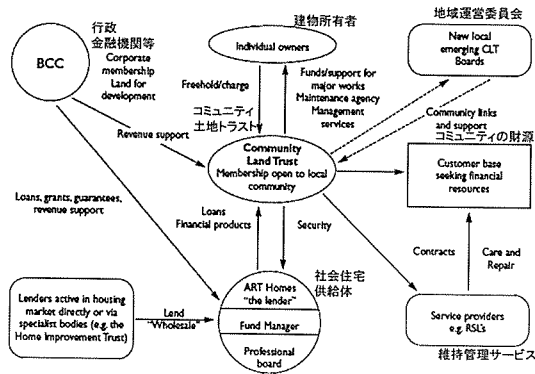 行政
金融機関等
建物所有者
地域運営委員会
BCC
Corporate
membership
Land for
development
Individual owners
New local
emerging CLT
Boards
Freehold/charge
Funds/support for
major works
Maintenance agency
Management
services
コミュニティ
土地トラスト
Revenue support
Community links
and support
コミュニティの財源
Community
Land Trust
Membership open to local
community
Customer base
seeking financial
resources
Loans, grants, guarantees,
revenue support
Loans
Financial products
Security
Contracts
Care and
Repair
社会住宅
供給体
Lenders active in housing
market directly or via
specialist bodies (e.g. the
Home Improvement Trust)
Lend
"Wholesale"
ART Homes
"the lender"
Fund Manager
Professional
board
Service providers
e.g. RSL's
維持管理サービス